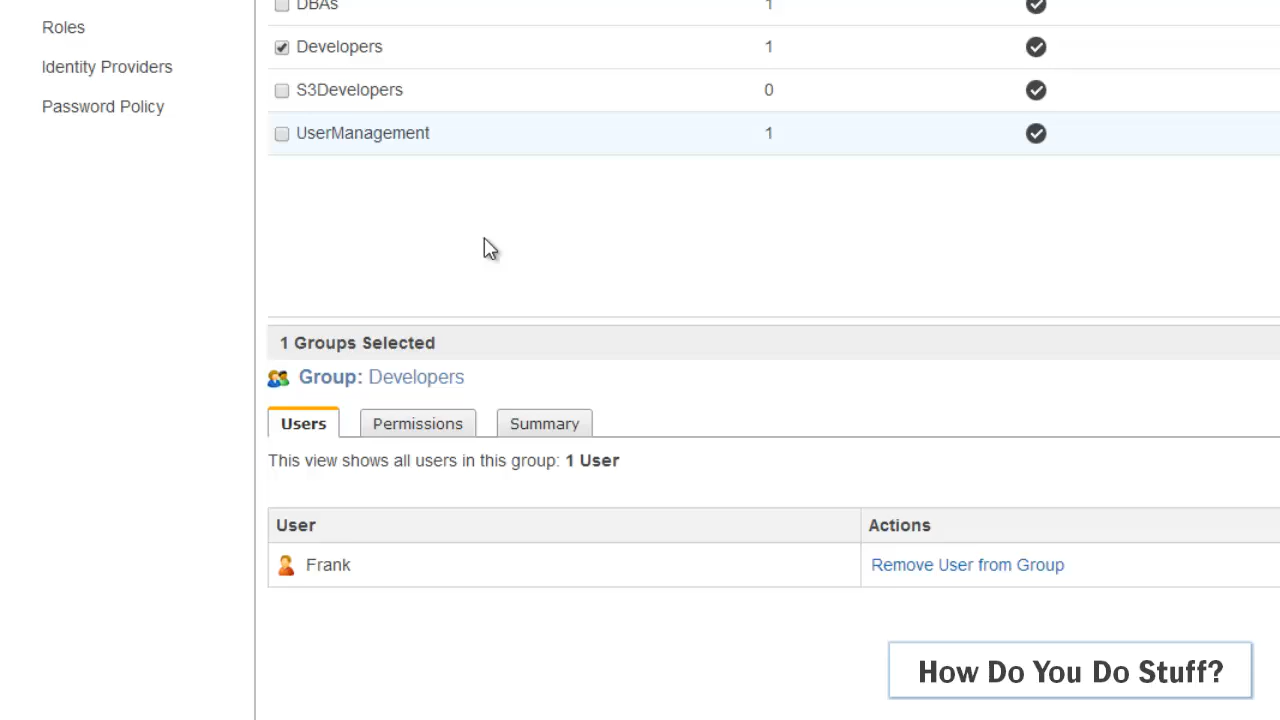 Roles
Identity Providers
Password Policy
DBAs 1
Developers 1
S3Developers 0
UserManagement 1
1 Groups Selected
Group: Developers
Users Permissions Summary
This view shows all users in this group: 1 User
User Actions
Frank Remove User from Group
How Do You Do Stuff?